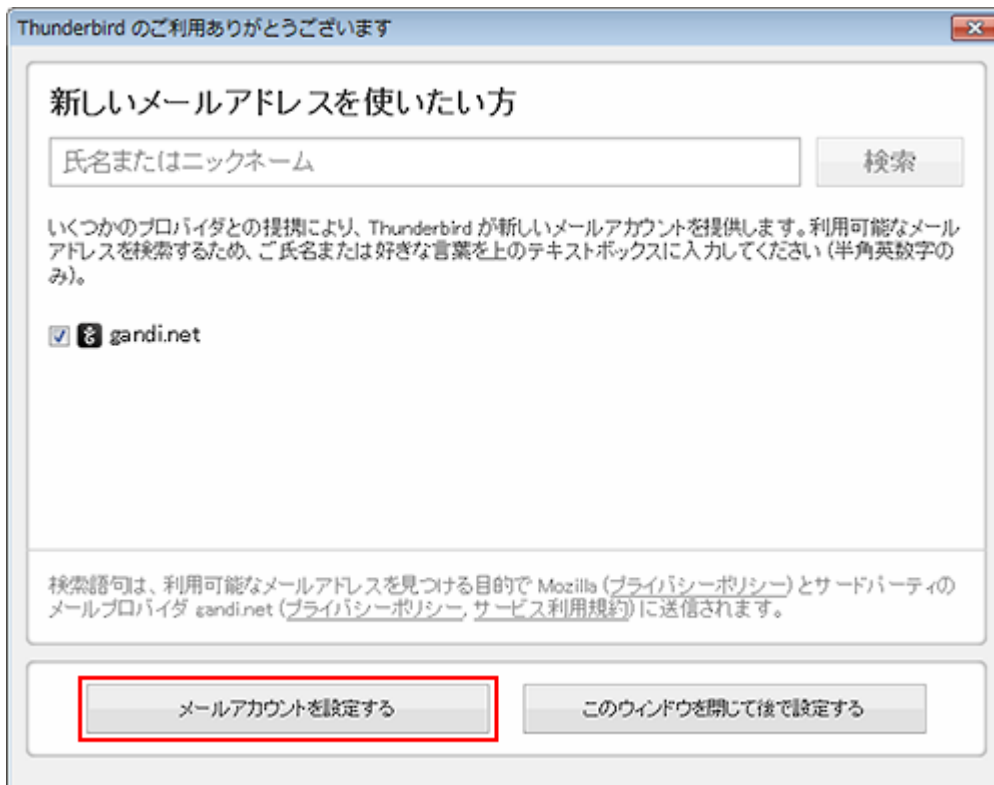 Thunderbird のご利用ありがとうございます
新しいメールアドレスを使いたい方
氏名またはニックネーム
検索
いくつかのプロバイダとの提携により、Thunderbird が新しいメールアカウントを提供します。利用可能なメール
アドレスを検索するため、ご氏名または好きな言葉を上のテキストボックスに入力してください (半角英数字の
み)。
gandi.net
検索語句は、利用可能なメールアドレスを見つける目的で Mozilla (プライバシーポリシー) とサードパーティの
メールプロバイダ gandi.net (プライバシーポリシー, サービス利用規約) に送信されます。
メールアカウントを設定する
このウィンドウを閉じて後で設定する